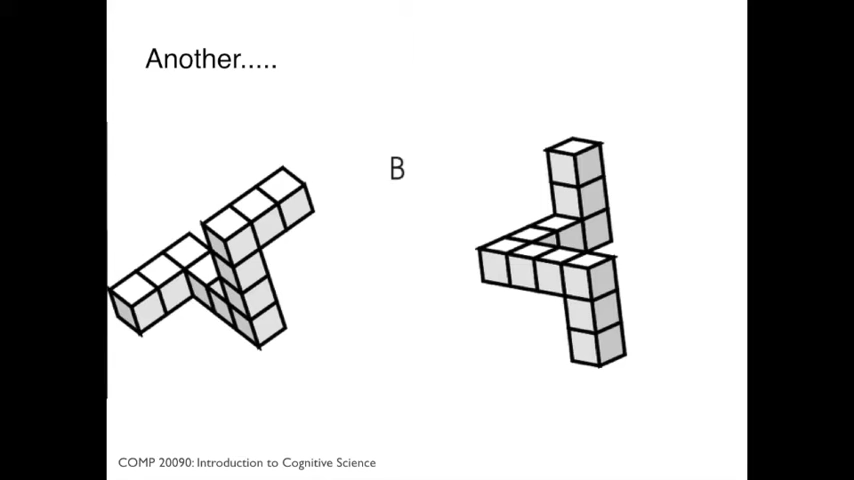 Another.....
B
COMP 20090: Introduction to Cognitive Science